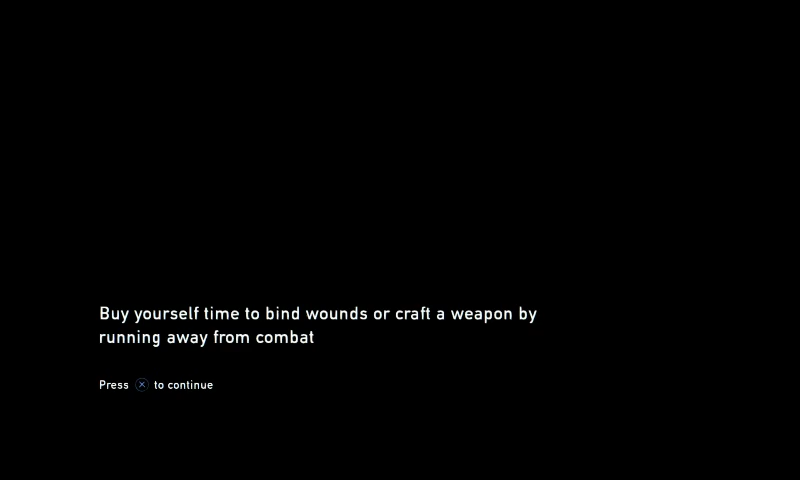 Buy yourself time to bind wounds or craft a weapon by
running away from combat
Press ⓧ to continue